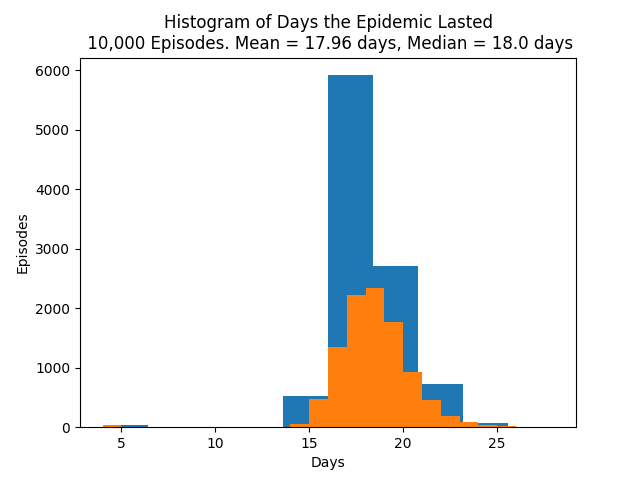 Histogram of Days the Epidemic Lasted
10,000 Episodes. Mean = 17.96 days, Median = 18.0 days
6000
5000
4000
3000
2000
1000
0
Episodes
5 10 15 20 25
Days